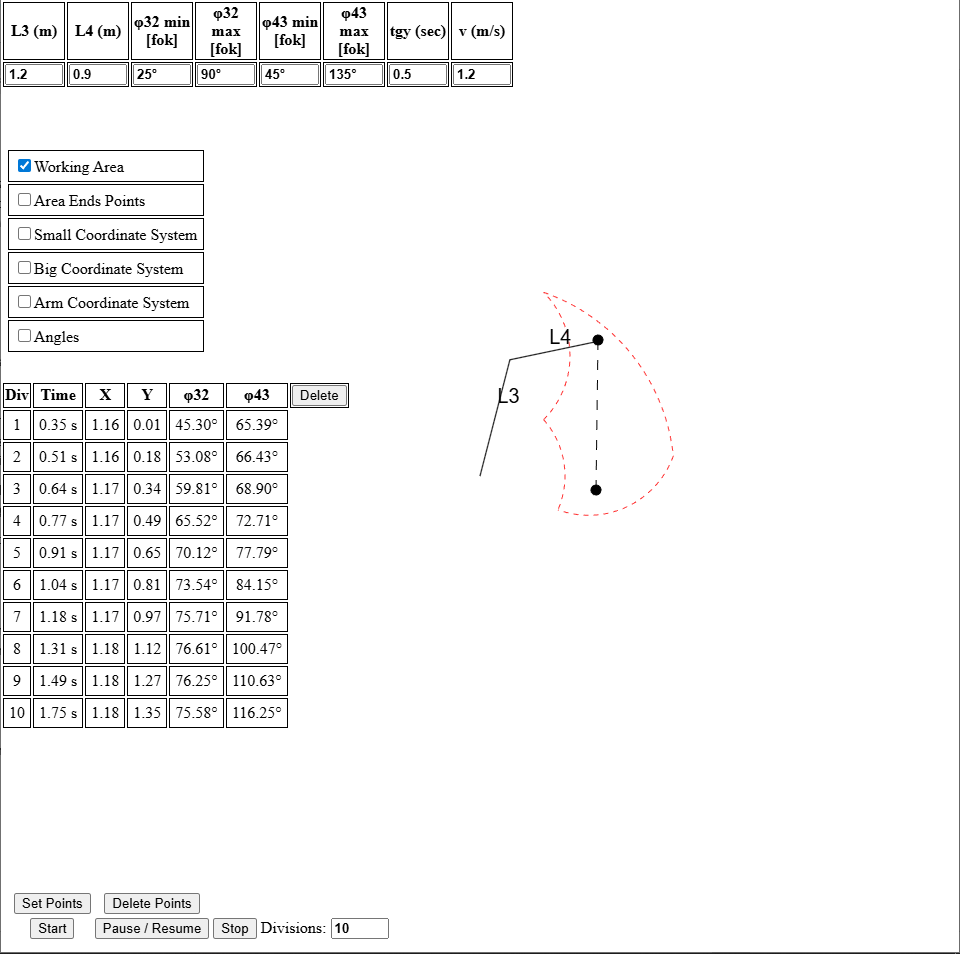 L3 (m) L4 (m) φ32 min [fok] φ32 max [fok] φ43 min [fok] φ43 max [fok] tgy (sec) v (m/s)
1.2 0.9 25° 90° 45° 135° 0.5 1.2
Working Area
Area Ends Points
Small Coordinate System
Big Coordinate System
Arm Coordinate System
Angles
L4
L3
Div Time X Y φ32 φ43 Delete
1 0.35 s 1.16 0.01 45.30° 65.39°
2 0.51 s 1.16 0.18 53.08° 66.43°
3 0.64 s 1.17 0.34 59.81° 68.90°
4 0.77 s 1.17 0.49 65.52° 72.71°
5 0.91 s 1.17 0.65 70.12° 77.79°
6 1.04 s 1.17 0.81 73.54° 84.15°
7 1.18 s 1.17 0.97 75.71° 91.78°
8 1.31 s 1.18 1.12 76.61° 100.47°
9 1.49 s 1.18 1.27 76.25° 110.63°
10 1.75 s 1.18 1.35 75.58° 116.25°
Set Points Delete Points
Start Pause / Resume Stop Divisions: 10